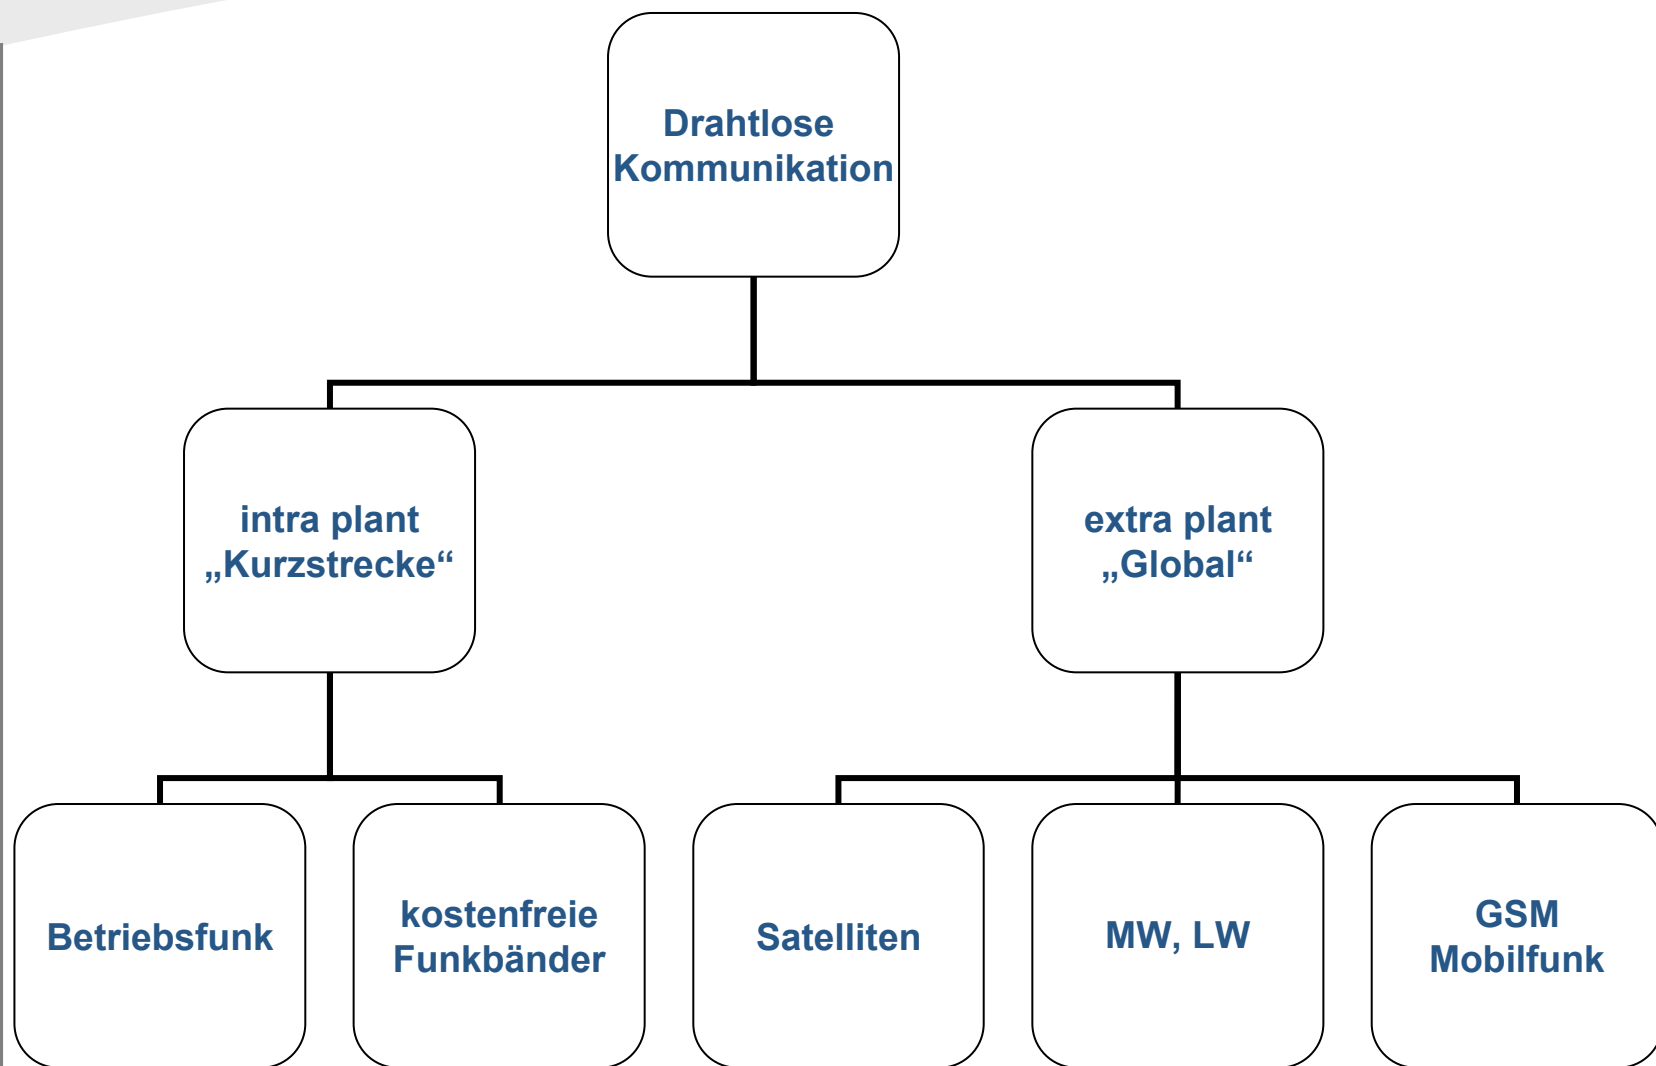 Drahtlose
Kommunikation
intra plant
„Kurzstrecke“
extra plant
„Global“
Betriebsfunk
kostenfreie
Funkbänder
Satelliten
MW, LW
GSM
Mobilfunk